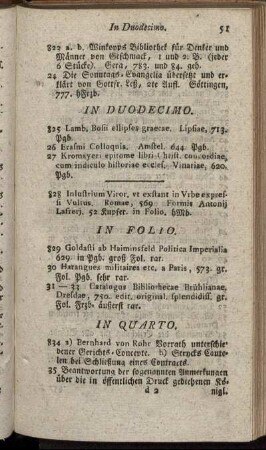 In Duodecimo. 51
822 a. b. Winkopps Bibliothek für Denker und
Männer von Geschmack, 1 und 2. B. (jeder
6 Stücke). Gera, 783. und 84. geb.
24 Die Sonntags-Evangelia übersetzt und er-
klärt von Gottfr. Leß, 2te Aufl. Göttingen,
777. hFrzb.
IN DUODECIMO.
825 Lamb. Bosii ellipses graecae. Lipsiae, 713.
Pgb.
26 Erasmi Colloquia. Amstel. 644. Pgb.
27 Kromayeri epitome libri Christ. concordiae,
cum indiculo historiae eccles. Vinariae, 620.
Pgb.
828 Inlustrium Viror. vt exstant in Vrbe expres-
si Vultus. Romae, 569 Formis Antonij
Lafrerj. 52 Kupfer. in Folio. hMb.
IN FOLIO.
829 Goldasti ab Haiminsfeld Politica Imperialia
629. in Pgb. groß Fol. rar.
30 Harangues militaires etc. a Paris, 573. gr.
Fol. Pgb. sehr rar.
31 — 33 Catalogus Bibliothecae Brühlianae,
Dresdae, 750. edit. original. splendidiss. gr.
Fol. Frzb. äusserst rar.
IN QUARTO.
834 a) Bernhard von Rohr Vorrath unterschie-
dener Gerichts-Concepte. b) Strycks Caute-
len bei Schließung eines Contracts.
35 Beantwortung der sogenannten Anmerkungen
über die in öffentlichen Druck gediehenen Kö-
d 2 nigl.